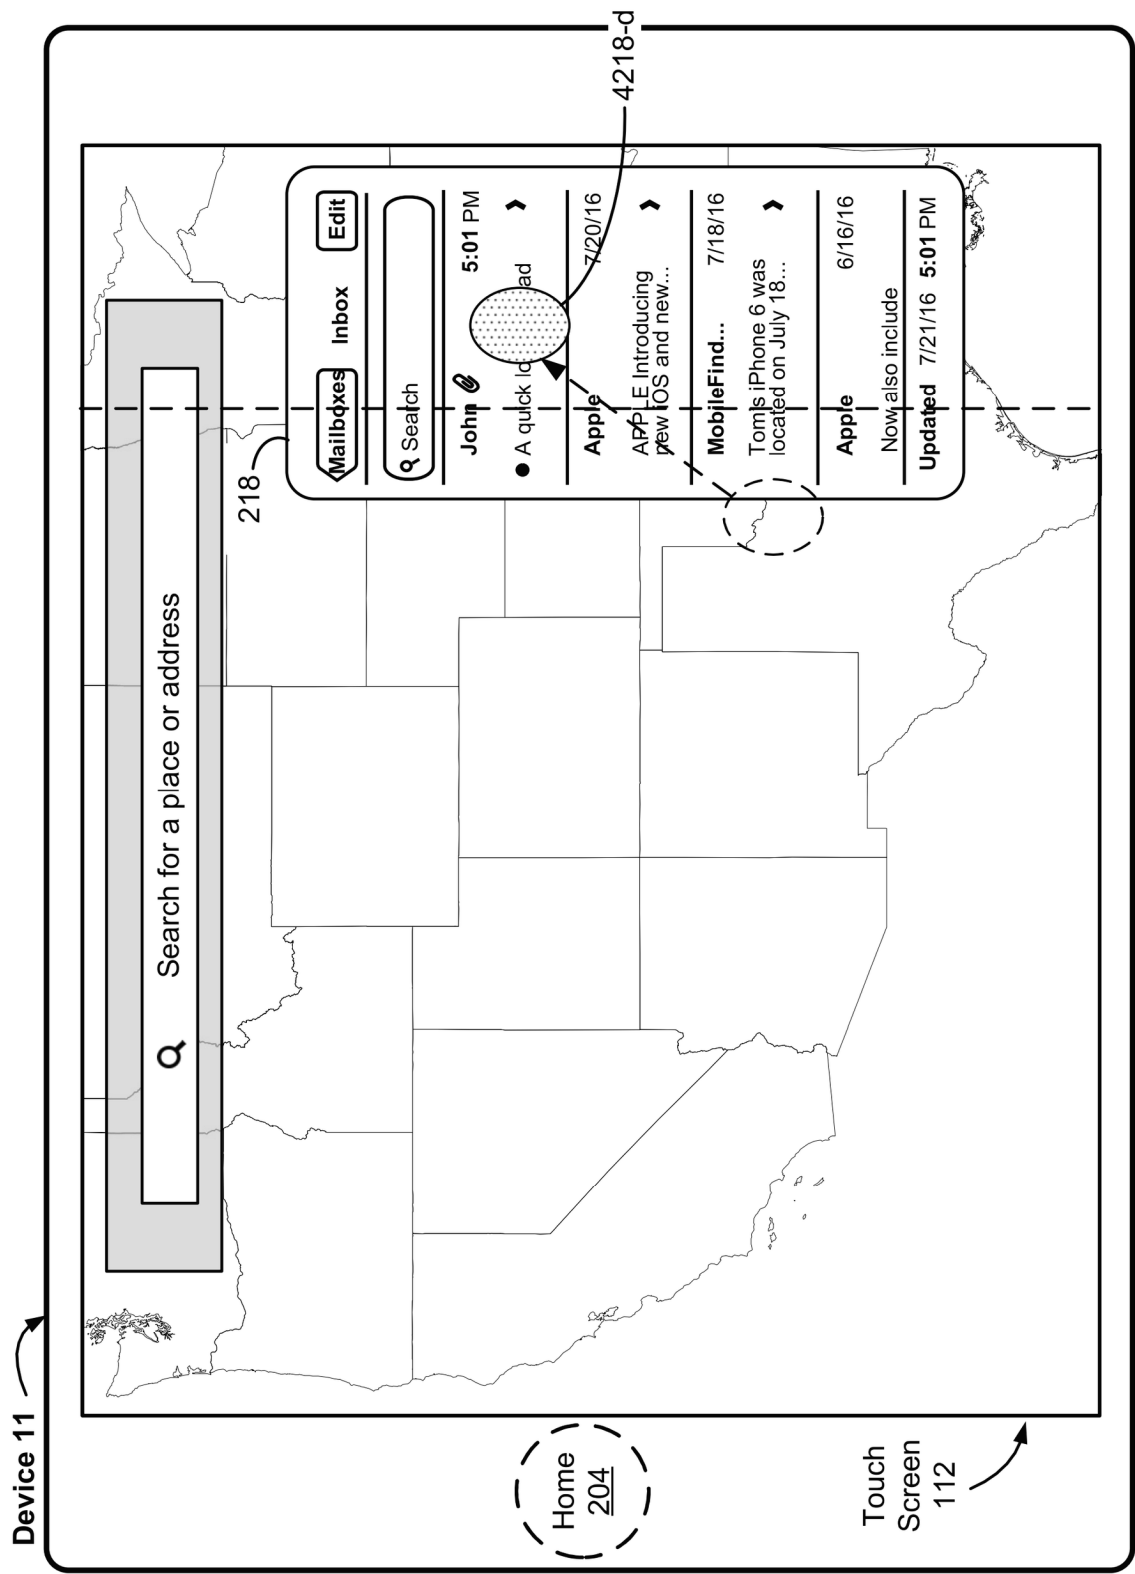 Device 11
Search for a place or address
218
Mailboxes Inbox Edit
Search
John 5:01 PM
A quick lo ad
Apple 7/20/16
APPLE Introducing
new iOS and new...
MobileFind... 7/18/16
Tom's iPhone 6 was
located on July 18...
Apple 6/16/16
Now also include
Updated 7/21/16 5:01 PM
4218-d
Home
204
Touch
Screen
112